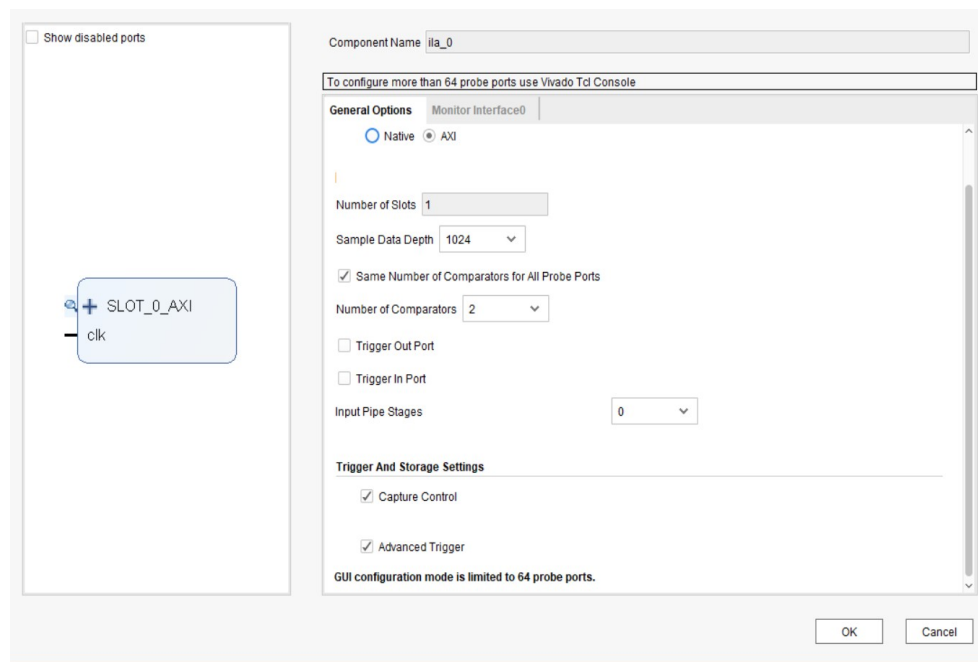 Show disabled ports
SLOT_0_AXI
clk
Component Name ila_0
To configure more than 64 probe ports use Vivado Tcl Console
General Options Monitor Interface0
Native AXI
Number of Slots 1
Sample Data Depth 1024
Same Number of Comparators for All Probe Ports
Number of Comparators 2
Trigger Out Port
Trigger In Port
Input Pipe Stages 0
Trigger And Storage Settings
Capture Control
Advanced Trigger
GUI configuration mode is limited to 64 probe ports.
OK Cancel